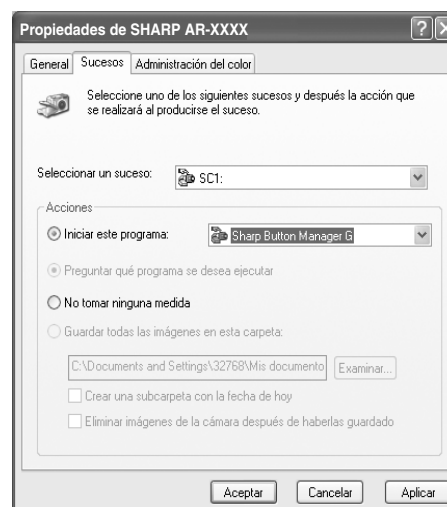 Propiedades de SHARP AR-XXXX
General Sucesos Administración del color
Seleccione uno de los siguientes sucesos y después la acción que
se realizará al producirse el suceso.
Seleccionar un suceso: SC1:
Acciones
Iniciar este programa: Sharp Button Manager G
Preguntar qué programa se desea ejecutar
No tomar ninguna medida
Guardar todas las imágenes en esta carpeta:
C:\Documents and Settings\32768\Mis documento Examinar...
Crear una subcarpeta con la fecha de hoy
Eliminar imágenes de la cámara después de haberlas guardado
Aceptar Cancelar Aplicar